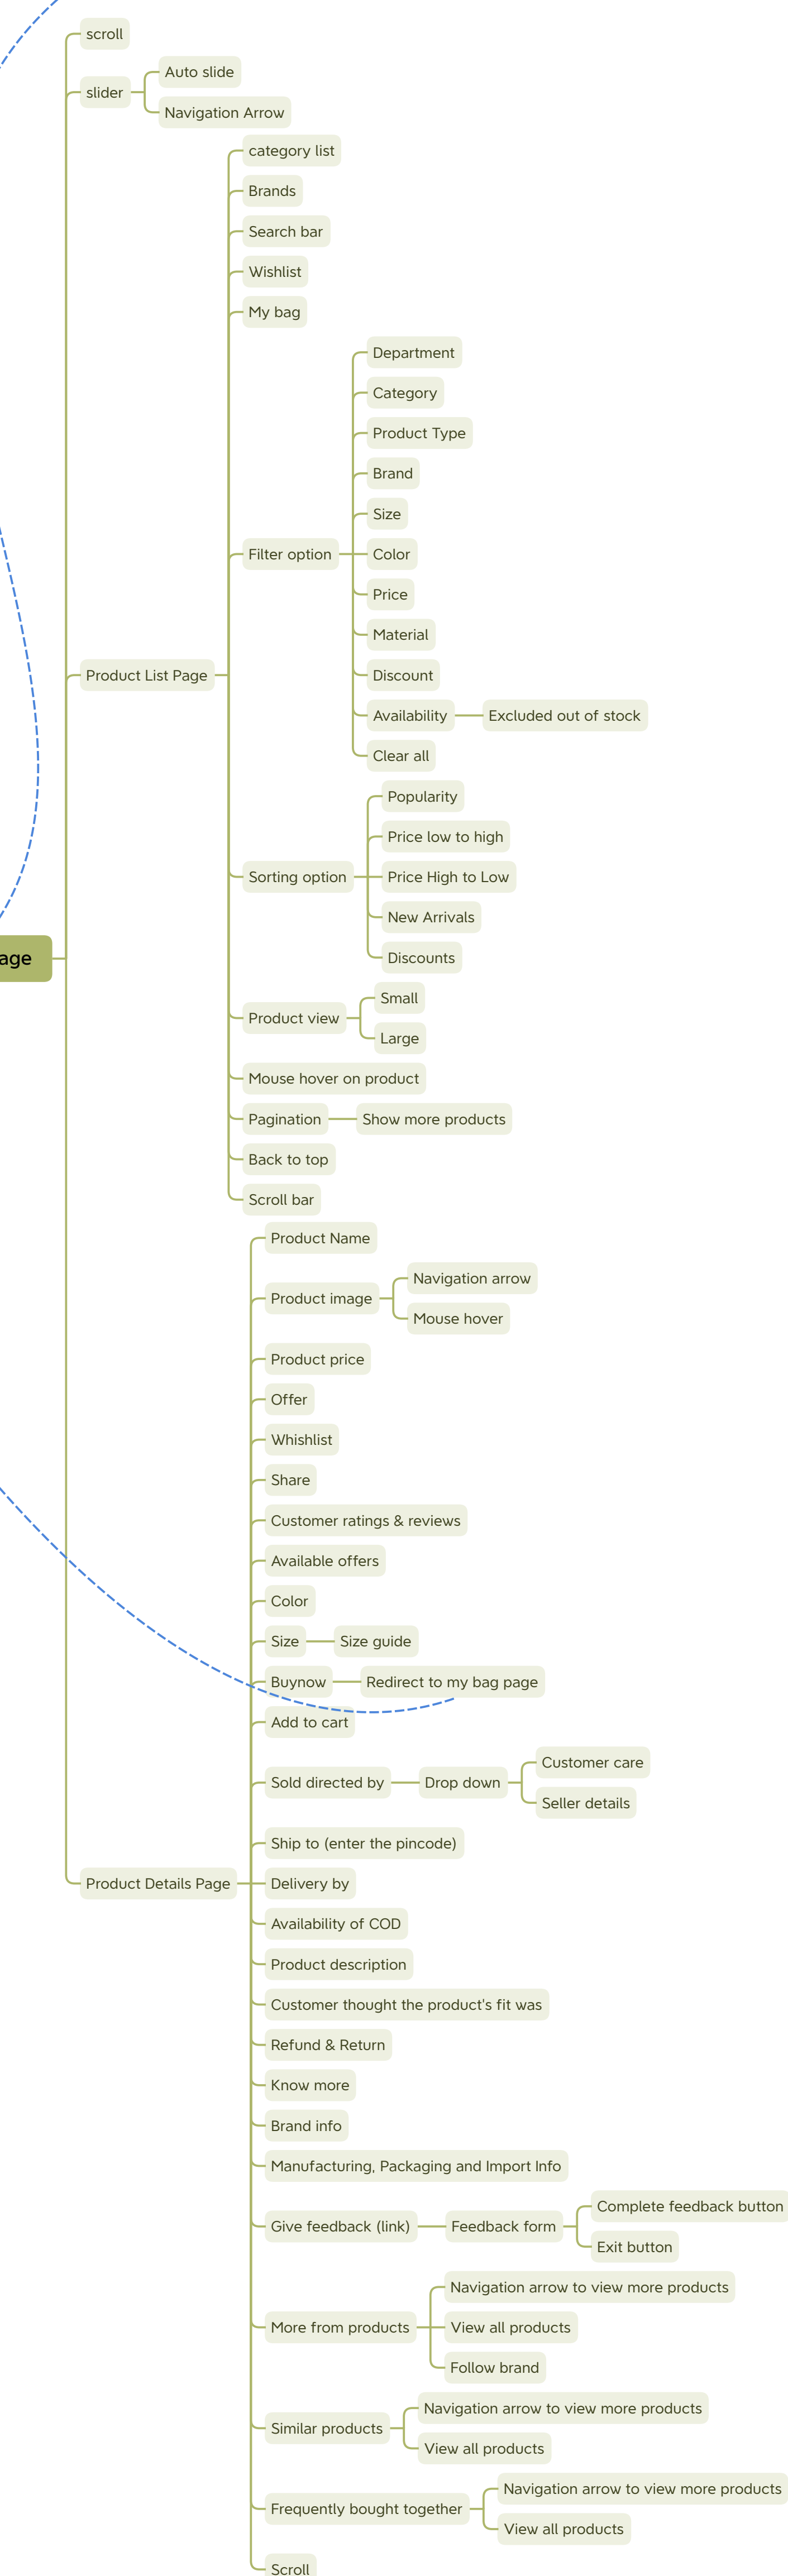 scroll
slider
Auto slide
Navigation Arrow
category list
Brands
Search bar
Wishlist
My bag
Department
Category
Product Type
Brand
Size
Filter option
Color
Price
Material
Product List Page
Discount
Availability
Excluded out of stock
Clear all
Popularity
Price low to high
Sorting option
Price High to Low
New Arrivals
age
Discounts
Small
Product view
Large
Mouse hover on product
Pagination
Show more products
Back to top
Scroll bar
Product Name
Product image
Navigation arrow
Mouse hover
Product price
Offer
Whishlist
Share
Customer ratings & reviews
Available offers
Color
Size
Size guide
Buynow
Redirect to my bag page
Add to cart
Sold directed by
Drop down
Customer care
Seller details
Ship to (enter the pincode)
Product Details Page
Delivery by
Availability of COD
Product description
Customer thought the product's fit was
Refund & Return
Know more
Brand info
Manufacturing, Packaging and Import Info
Give feedback (link)
Feedback form
Complete feedback button
Exit button
More from products
Navigation arrow to view more products
View all products
Follow brand
Similar products
Navigation arrow to view more products
View all products
Frequently bought together
Navigation arrow to view more products
View all products
Scroll